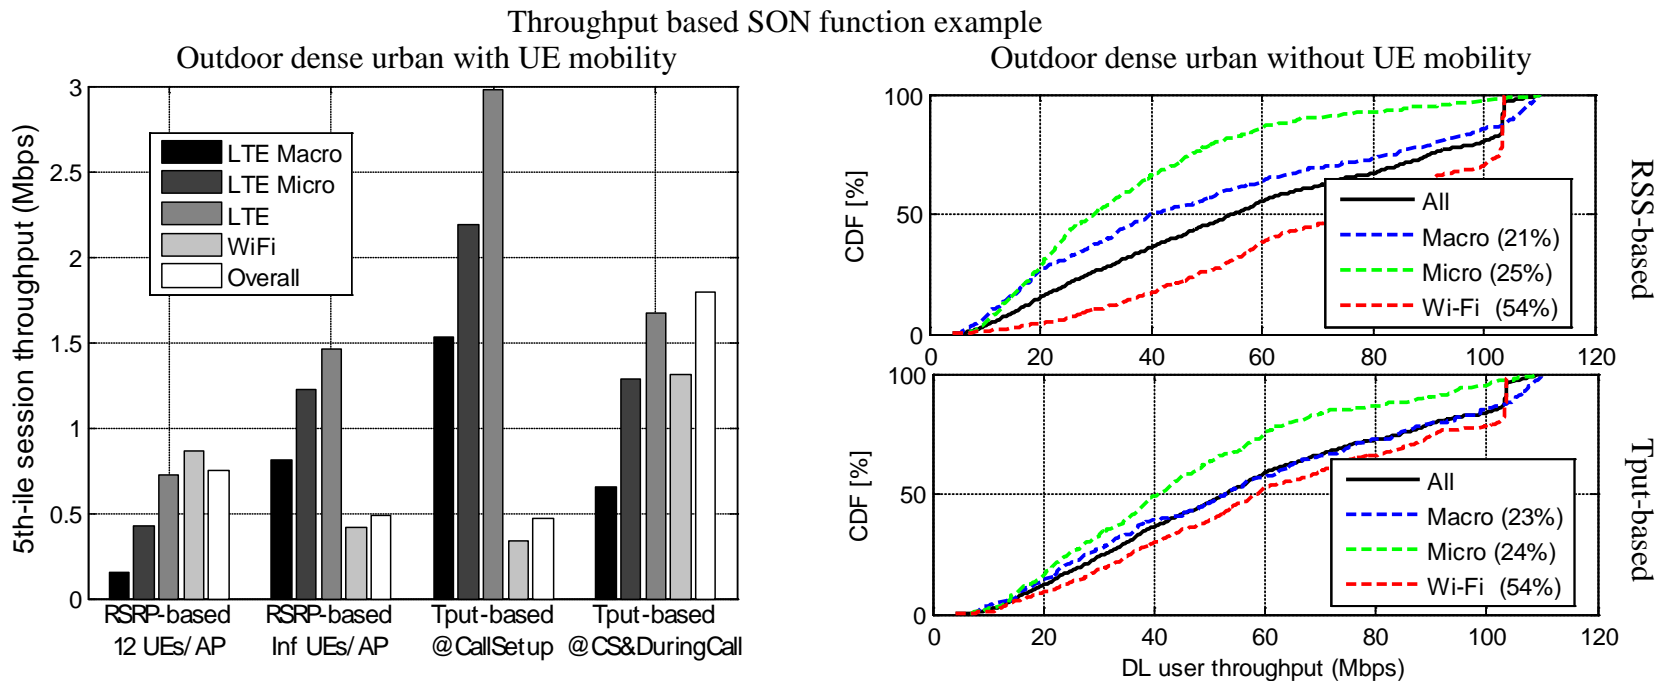 Throughput based SON function example
Outdoor dense urban with UE mobility
5th-ile session throughput (Mbps)
3
2.5
2
1.5
1
0.5
0
LTE Macro
LTE Micro
LTE
WiFi
Overall
RSRP-based
12 UEs/AP
RSRP-based
Inf UEs/AP
Tput-based
@CallSetup
Tput-based
@CS&DuringCall
Outdoor dense urban without UE mobility
CDF [%]
100
50
0
0 20 40 60 80 100 120
All
Macro (21%)
Micro (25%)
Wi-Fi (54%)
RSS-based
CDF [%]
100
50
0
0 20 40 60 80 100 120
DL user throughput (Mbps)
All
Macro (23%)
Micro (24%)
Wi-Fi (54%)
Tput-based